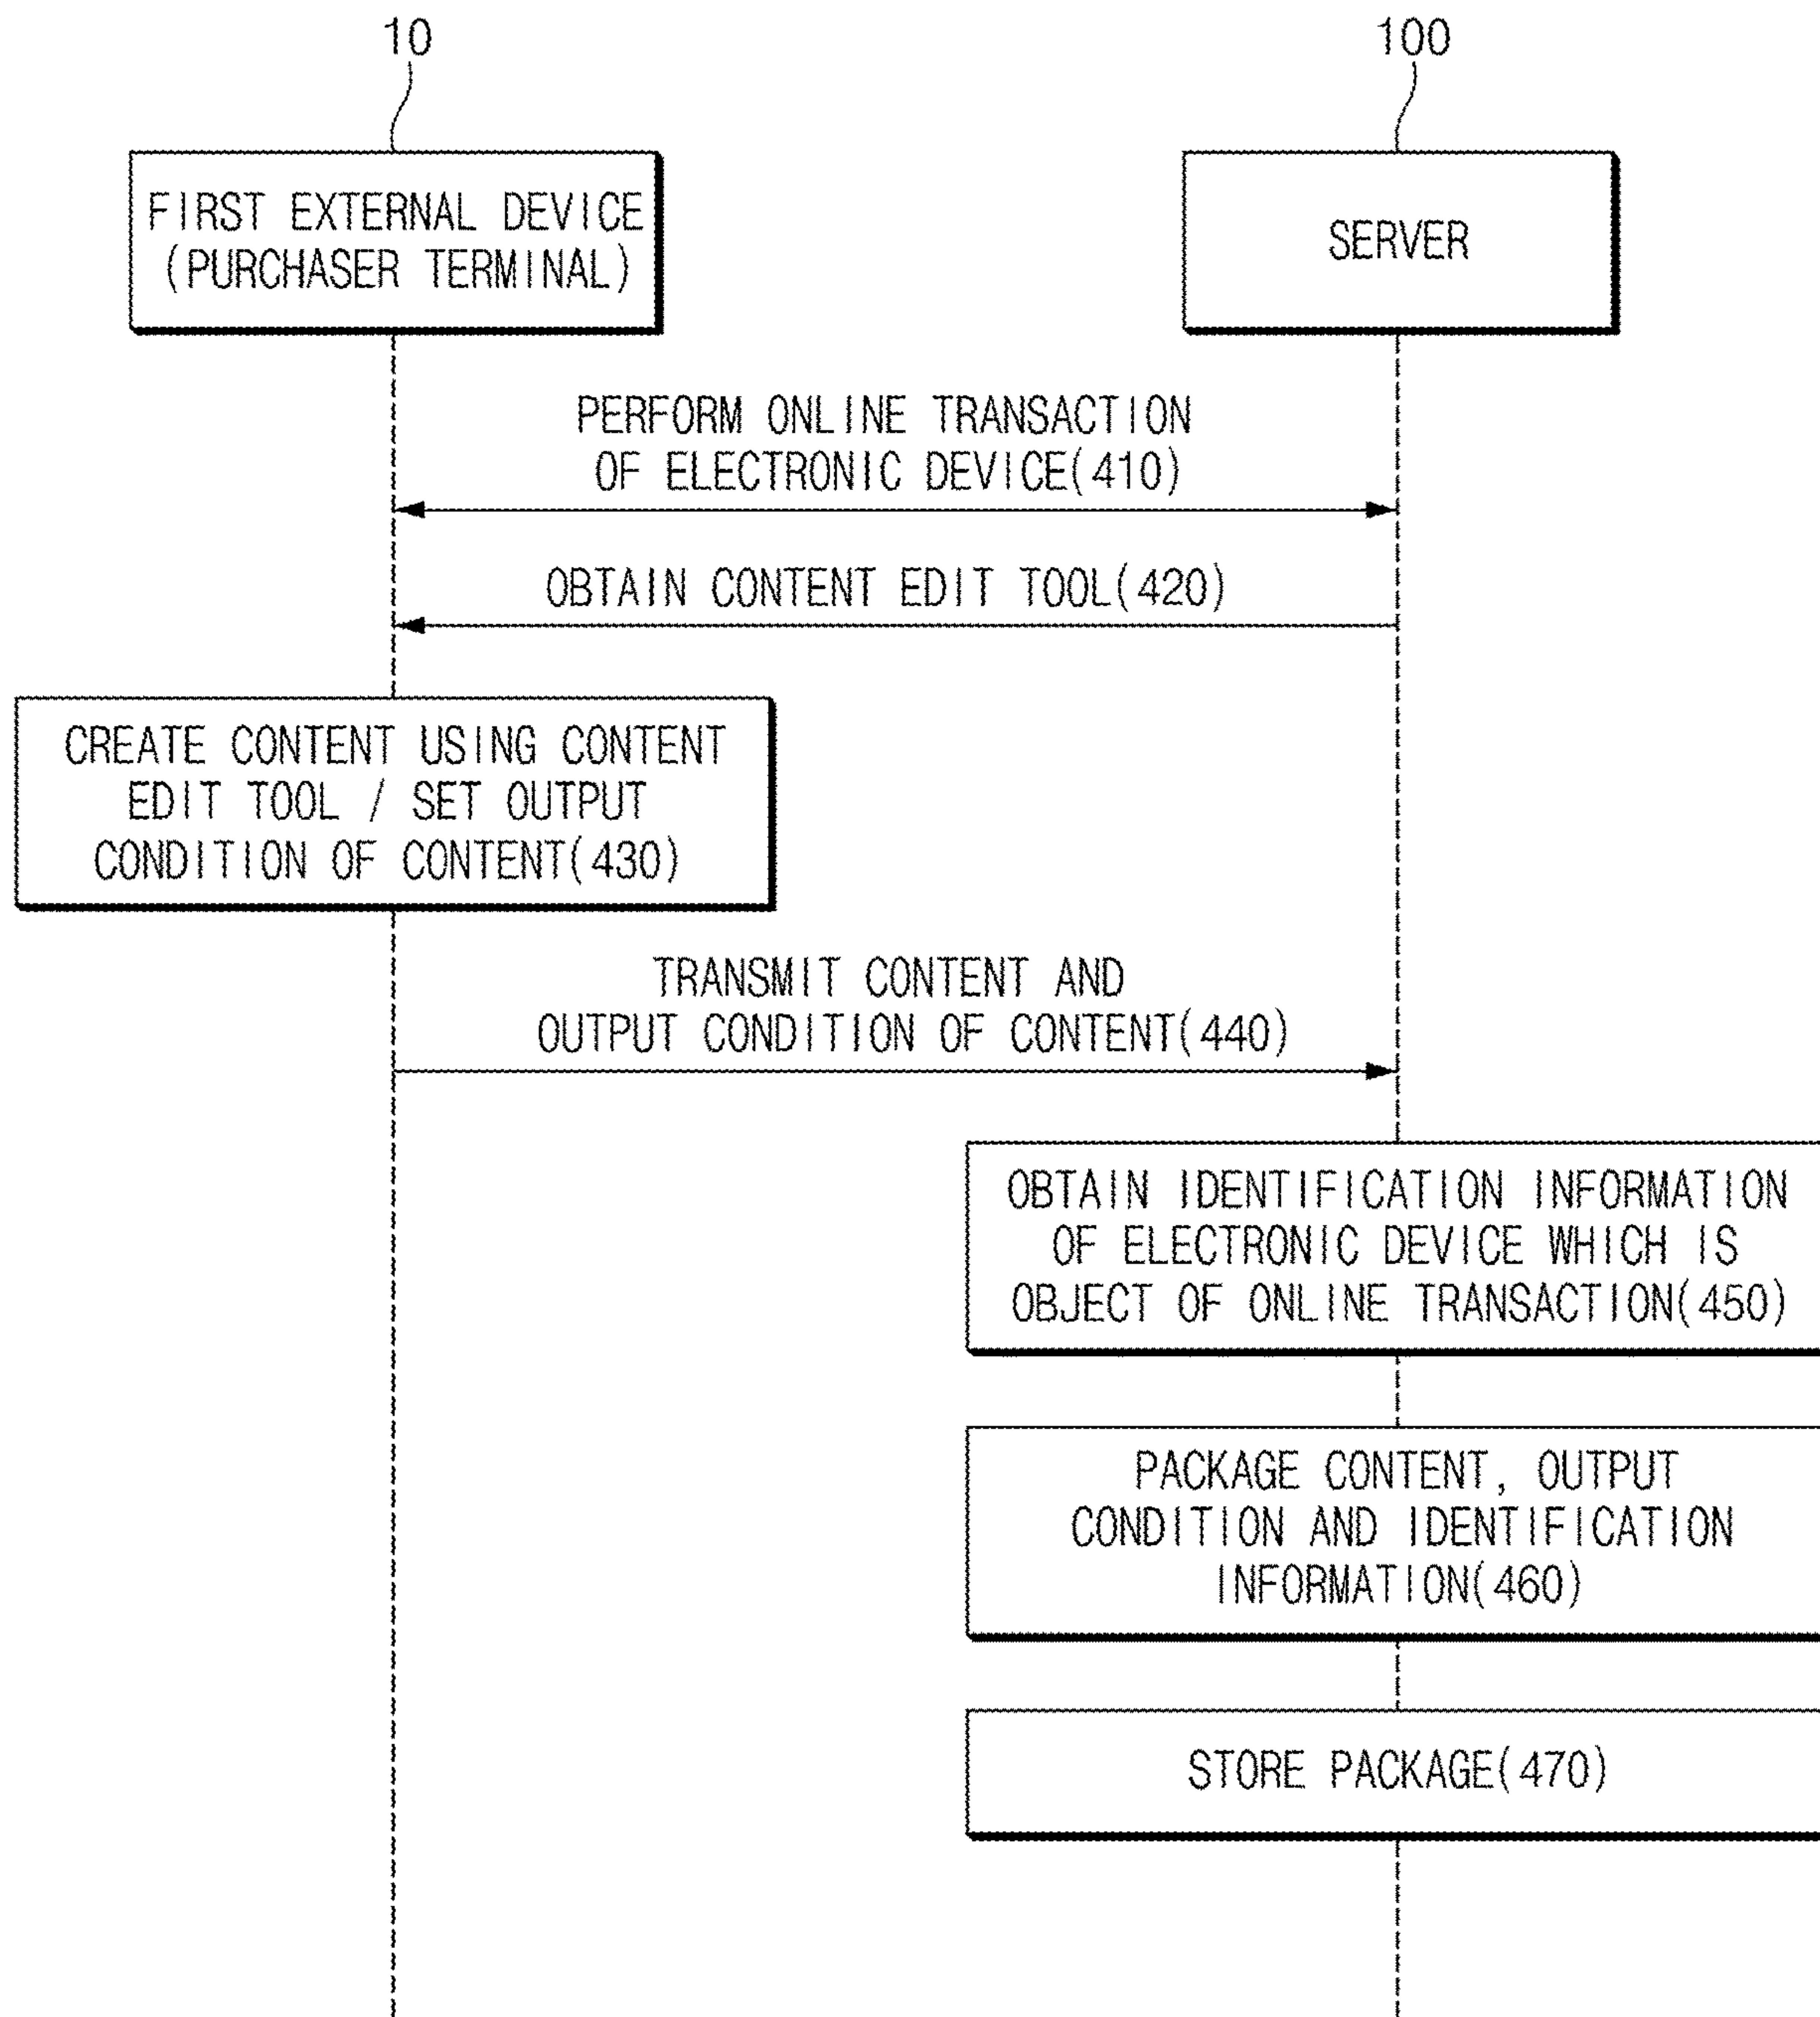 10
100
FIRST EXTERNAL DEVICE
(PURCHASER TERMINAL)
SERVER
PERFORM ONLINE TRANSACTION
OF ELECTRONIC DEVICE(410)
OBTAIN CONTENT EDIT TOOL(420)
CREATE CONTENT USING CONTENT
EDIT TOOL / SET OUTPUT
CONDITION OF CONTENT(430)
TRANSMIT CONTENT AND
OUTPUT CONDITION OF CONTENT(440)
OBTAIN IDENTIFICATION INFORMATION
OF ELECTRONIC DEVICE WHICH IS
OBJECT OF ONLINE TRANSACTION(450)
PACKAGE CONTENT, OUTPUT
CONDITION AND IDENTIFICATION
INFORMATION(460)
STORE PACKAGE(470)